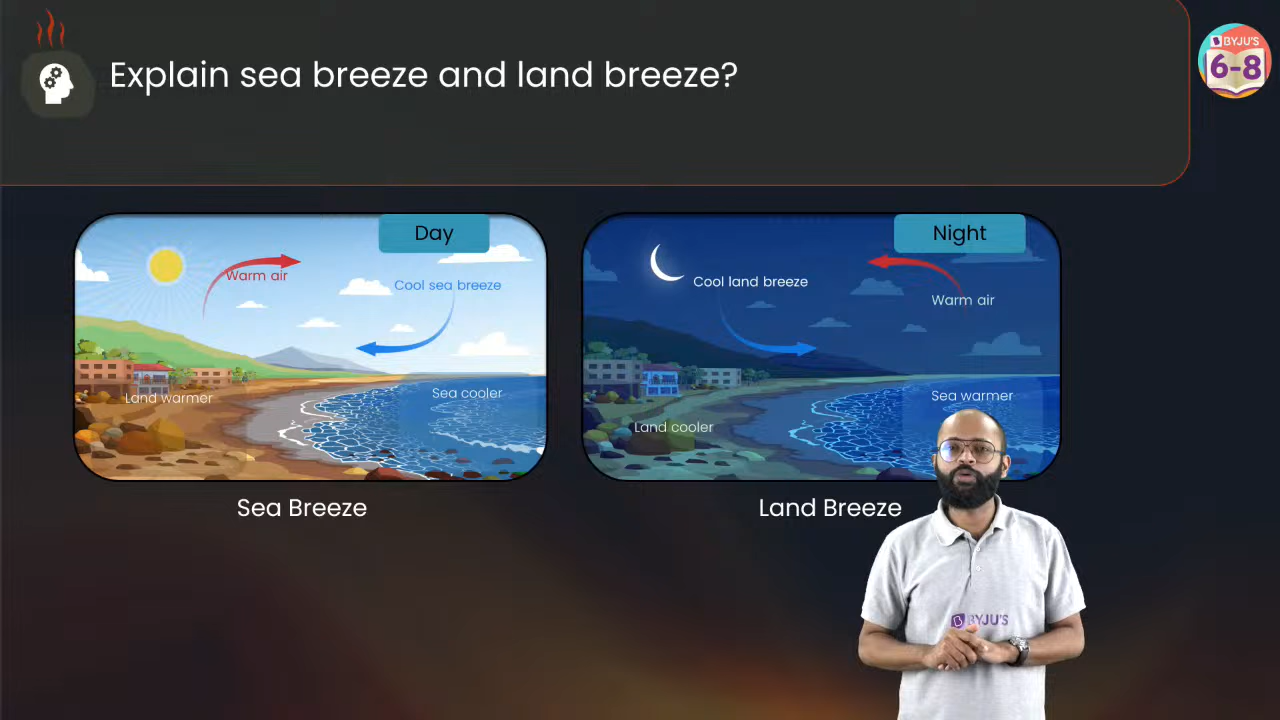 Explain sea breeze and land breeze?
BYJU'S
6-8
Day
Warm air
Cool sea breeze
Land warmer
Sea cooler
Sea Breeze
Night
Cool land breeze
Warm air
Sea warmer
Land cooler
Land Breeze
BYJU'S